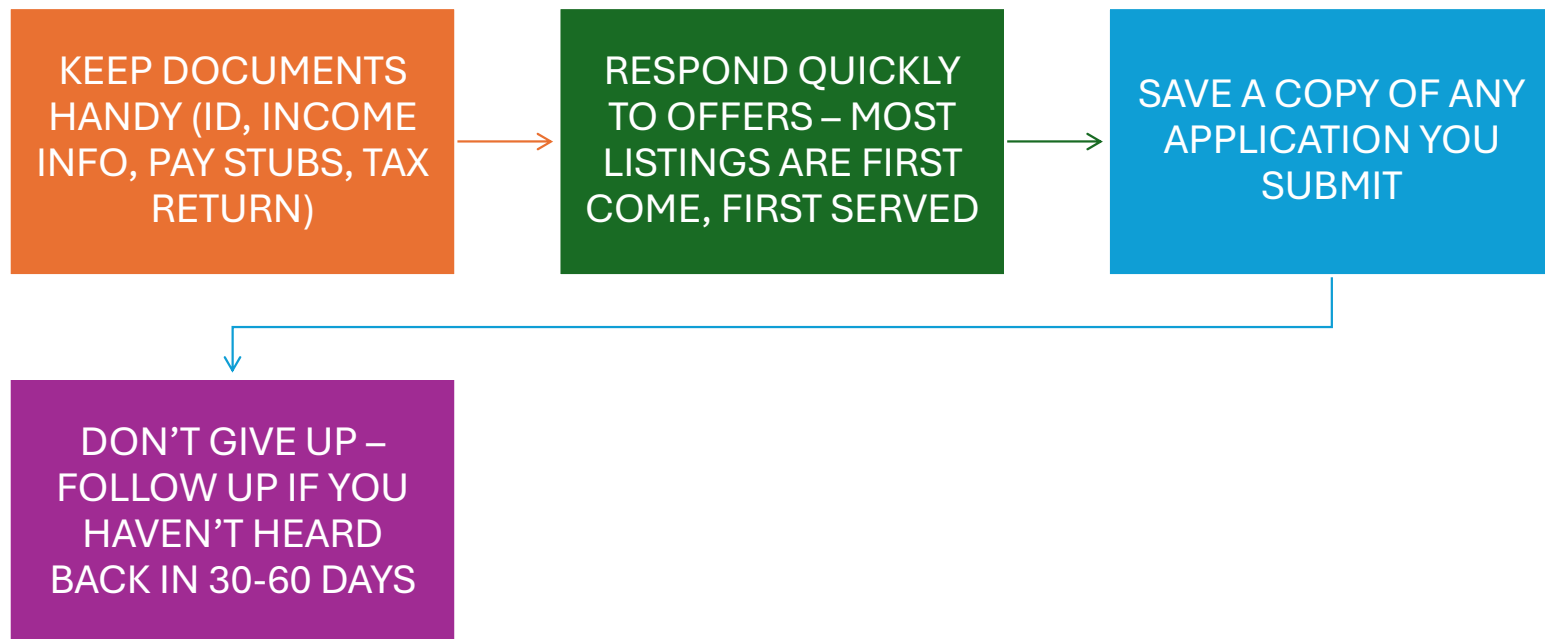 KEEP DOCUMENTS
HANDY (ID, INCOME
INFO, PAY STUBS, TAX
RETURN)
RESPOND QUICKLY
TO OFFERS – MOST
LISTINGS ARE FIRST
COME, FIRST SERVED
SAVE A COPY OF ANY
APPLICATION YOU
SUBMIT
DON’T GIVE UP –
FOLLOW UP IF YOU
HAVEN’T HEARD
BACK IN 30-60 DAYS